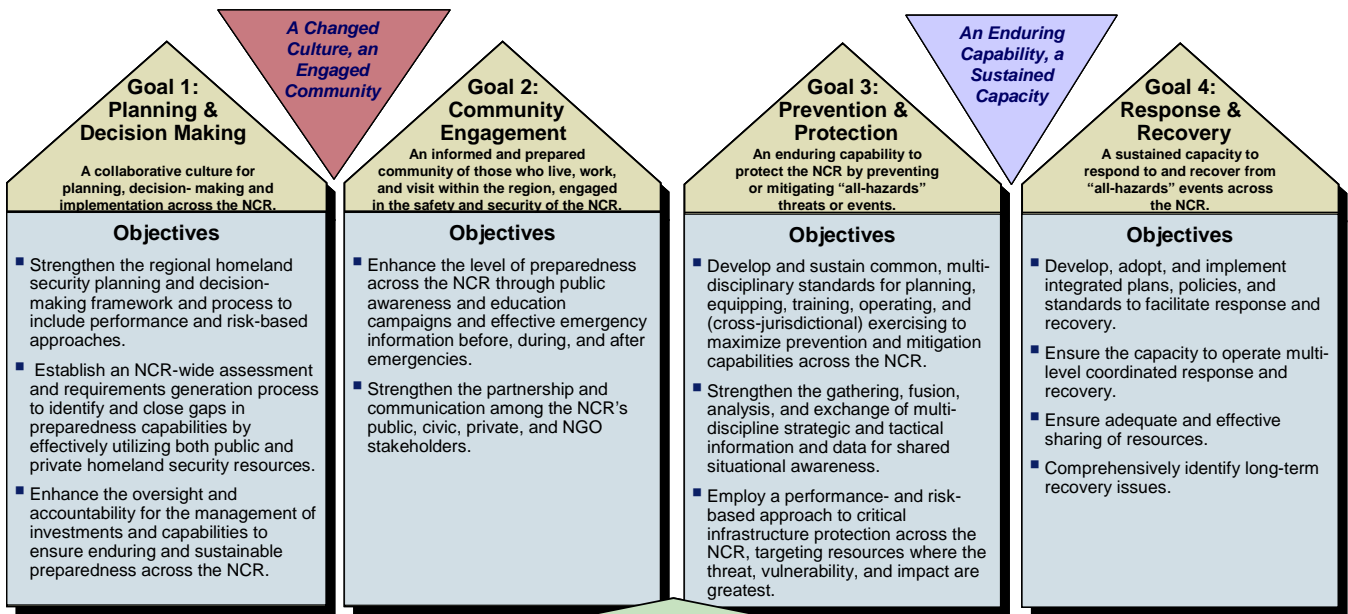 A Changed
Culture, an
Engaged
Community
An Enduring
Capability, a
Sustained
Capacity
Goal 1:
Planning &
Decision Making
A collaborative culture for
planning, decision- making and
implementation across the NCR.
Objectives
Strengthen the regional homeland
security planning and decision-
making framework and process to
include performance and risk-based
approaches.
Establish an NCR-wide assessment
and requirements generation process
to identify and close gaps in
preparedness capabilities by
effectively utilizing both public and
private homeland security resources.
Enhance the oversight and
accountability for the management of
investments and capabilities to
ensure enduring and sustainable
preparedness across the NCR.
Goal 2:
Community
Engagement
An informed and prepared
community of those who live, work,
and visit within the region, engaged
in the safety and security of the NCR.
Objectives
Enhance the level of preparedness
across the NCR through public
awareness and education
campaigns and effective emergency
information before, during, and after
emergencies.
Strengthen the partnership and
communication among the NCR's
public, civic, private, and NGO
stakeholders.
Goal 3:
Prevention &
Protection
An enduring capability to
protect the NCR by preventing
or mitigating “all-hazards”
threats or events.
Objectives
Develop and sustain common, multi-
disciplinary standards for planning,
equipping, training, operating, and
(cross-jurisdictional) exercising to
maximize prevention and mitigation
capabilities across the NCR.
Strengthen the gathering, fusion,
analysis, and exchange of multi-
discipline strategic and tactical
information and data for shared
situational awareness.
Employ a performance- and risk-
based approach to critical
infrastructure protection across the
NCR, targeting resources where the
threat, vulnerability, and impact are
greatest.
Goal 4:
Response &
Recovery
A sustained capacity to
respond to and recover from
“all-hazards” events across
the NCR.
Objectives
Develop, adopt, and implement
integrated plans, policies, and
standards to facilitate response and
recovery.
Ensure the capacity to operate multi-
level coordinated response and
recovery.
Ensure adequate and effective
sharing of resources.
Comprehensively identify long-term
recovery issues.